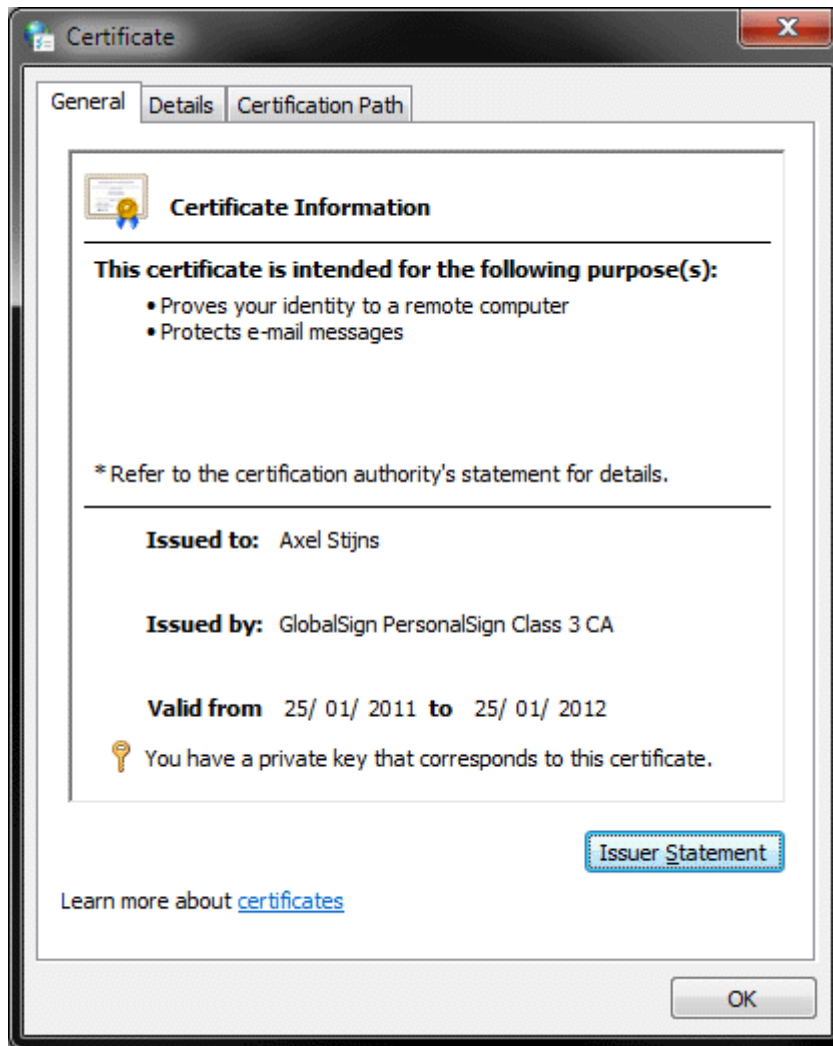 Certificate
General Details Certification Path
Certificate Information
This certificate is intended for the following purpose(s):
• Proves your identity to a remote computer
• Protects e-mail messages
* Refer to the certification authority's statement for details.
Issued to: Axel Stijns
Issued by: GlobalSign PersonalSign Class 3 CA
Valid from 25/ 01/ 2011 to 25/ 01/ 2012
You have a private key that corresponds to this certificate.
Issuer Statement
Learn more about certificates
OK